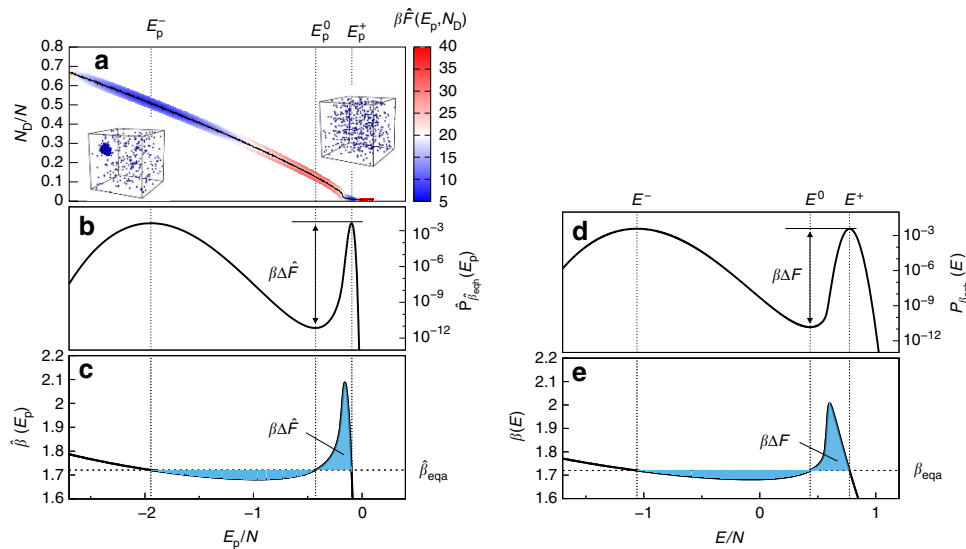 E_p^- E_p^0 E_p^+ βF̂(E_p,N_D)
a
0.8
0.7
0.6
0.5
0.4
0.3
0.2
0.1
0
N_D/N
40
35
30
25
20
15
10
5
b
βΔF̂
10^−3
10^−6
10^−9
10^−12
P̂_β̂eqh(E_p)
c
2.2
2.1
2
1.9
1.8
1.7
1.6
β̂(E_p)
βΔF̂
β̂_eqa
−2 −1 0
E_p/N
E^− E^0 E^+
d
βΔF
10^−3
10^−6
10^−9
10^−12
P_βeqh(E)
e
2.2
2.1
2
1.9
1.8
1.7
1.6
β(E)
βΔF
β_eqa
−1 0 1
E/N